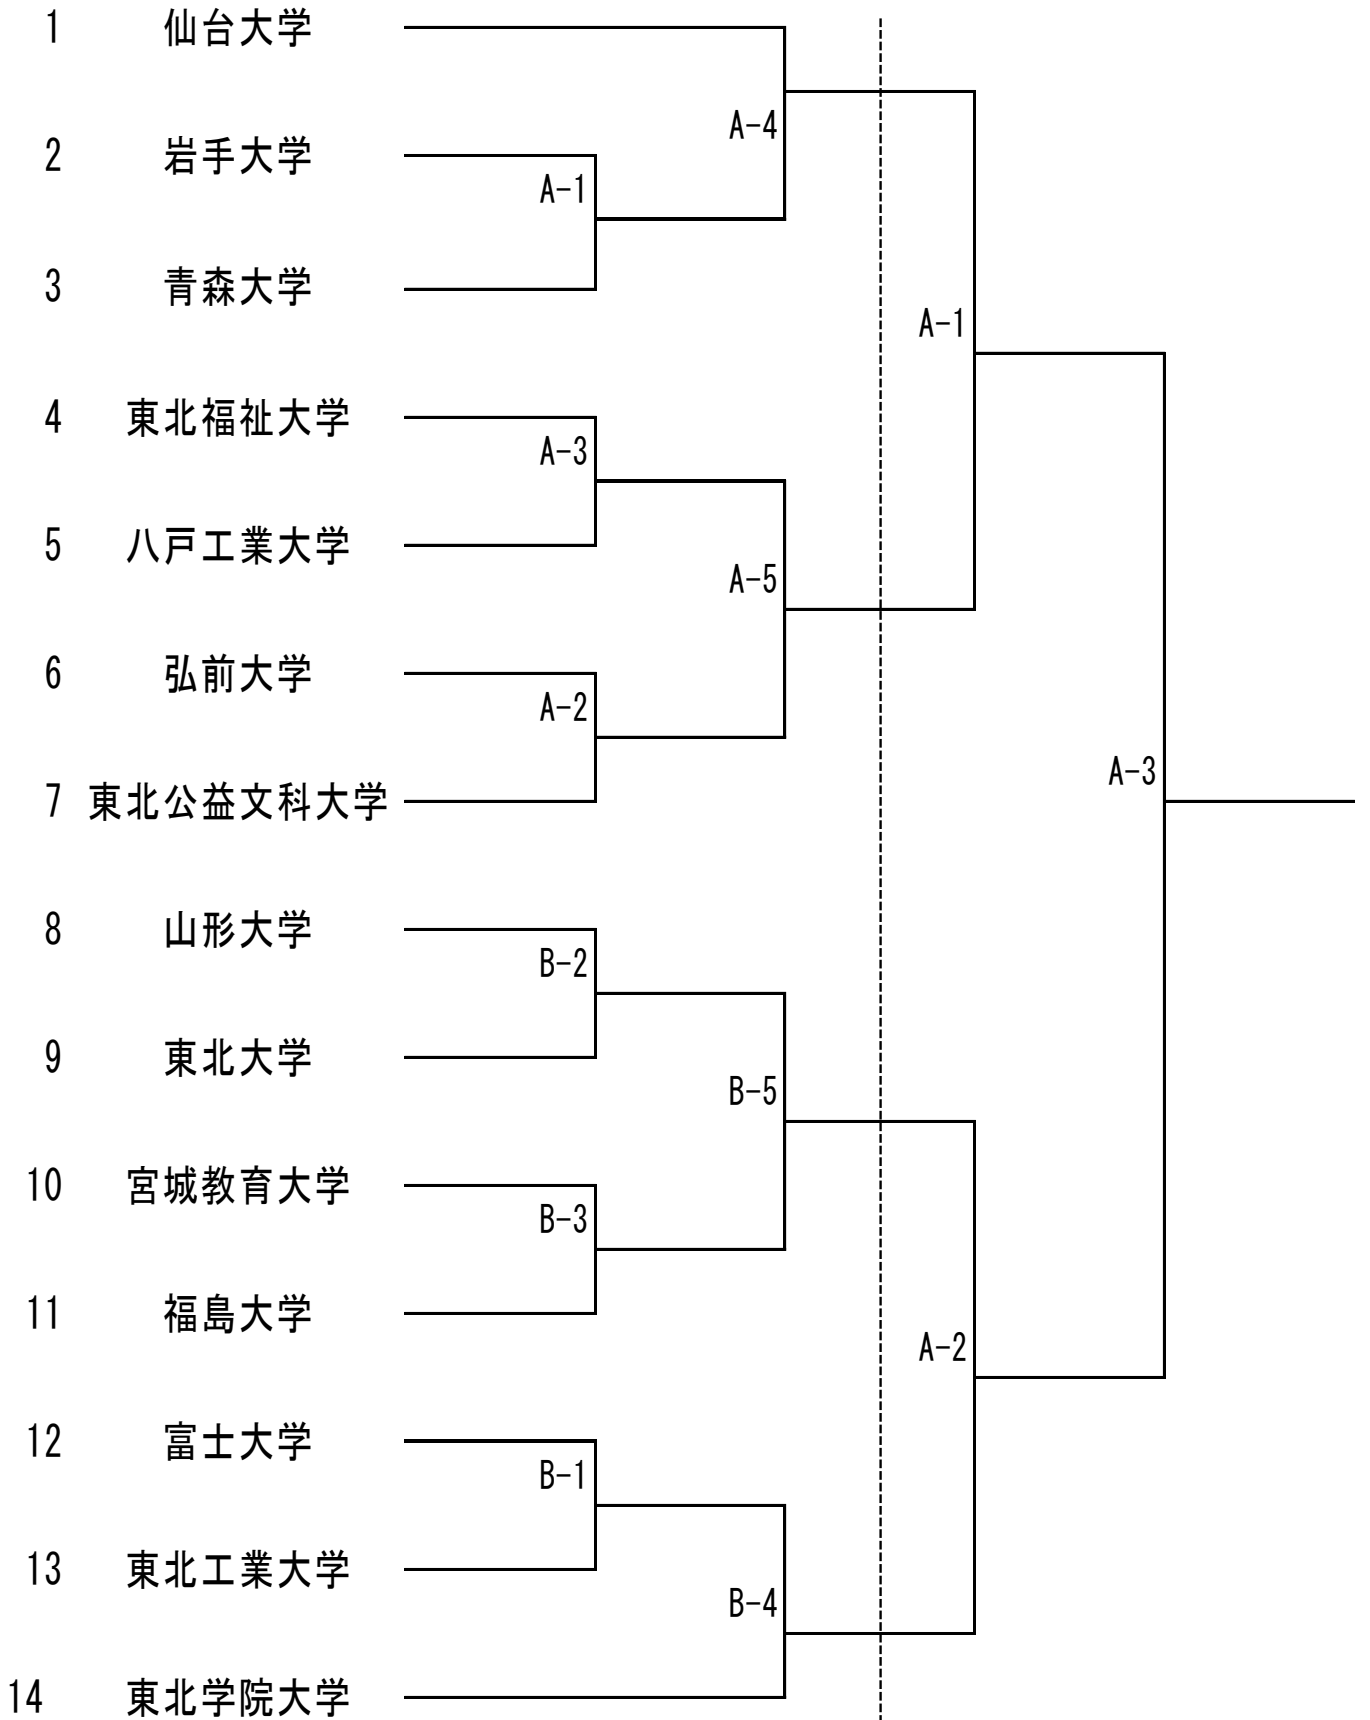 1 仙台大学
A-4
2 岩手大学
A-1
3 青森大学
A-1
4 東北福祉大学
A-3
5 八戸工業大学
A-5
6 弘前大学
A-2
A-3
7 東北公益文科大学
8 山形大学
B-2
9 東北大学
B-5
10 宮城教育大学
B-3
11 福島大学
A-2
12 富士大学
B-1
13 東北工業大学
B-4
14 東北学院大学